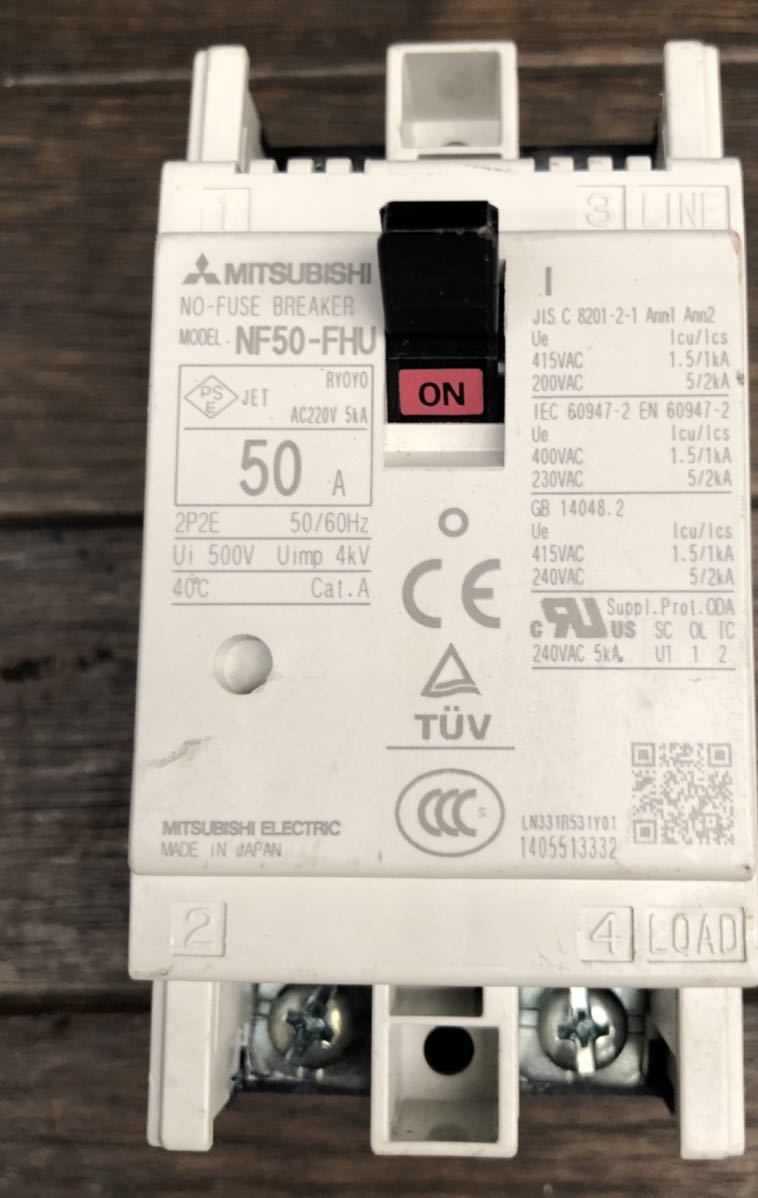 1
3 LINE
MITSUBISHI
NO-FUSE BREAKER
MODEL NF50-FHU
PS E JET RYOYO
AC220V 5kA
50 A
2P2E 50/60Hz
Ui 500V Uimp 4kV
40℃ Cat.A
ON
CE
TÜV
CCC S
I
JIS C 8201-2-1 Ann1 Ann2
Ue Icu/Ics
415VAC 1.5/1kA
200VAC 5/2kA
IEC 60947-2 EN 60947-2
Ue Icu/Ics
400VAC 1.5/1kA
230VAC 5/2kA
GB 14048.2
Ue Icu/Ics
415VAC 1.5/1kA
240VAC 5/2kA
c RU US Suppl.Prot.QDA
SC OL TC
240VAC 5kA. U1 1 2
MITSUBISHI ELECTRIC
MADE IN JAPAN
LN331R531Y01
1405513332
2
4 LOAD